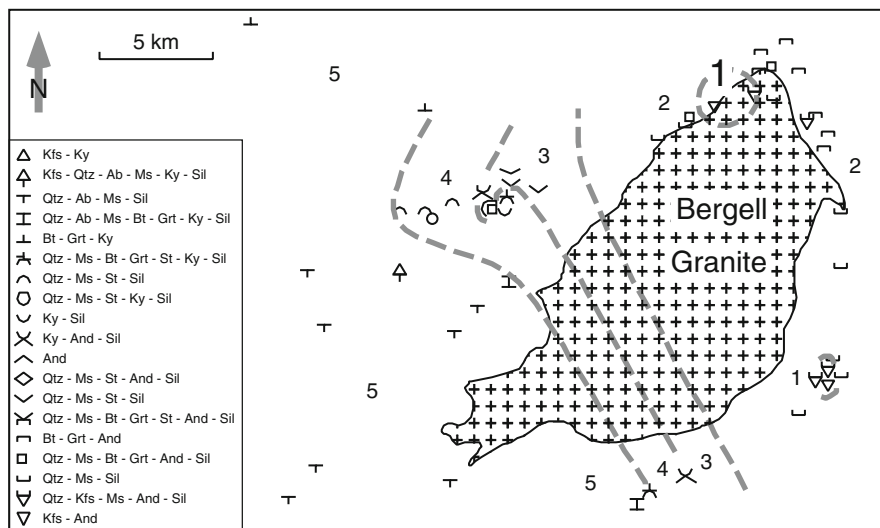 5 km
N
5
1
2
4
3
2
Bergell
Granite
5
1
5
4
3
Kfs - Ky
Kfs - Qtz - Ab - Ms - Ky - Sil
Qtz - Ab - Ms - Sil
Qtz - Ab - Ms - Bt - Grt - Ky - Sil
Bt - Grt - Ky
Qtz - Ms - Bt - Grt - St - Ky - Sil
Qtz - Ms - St - Sil
Qtz - Ms - St - Ky - Sil
Ky - Sil
Ky - And - Sil
And
Qtz - Ms - St - And - Sil
Qtz - Ms - St - Sil
Qtz - Ms - Bt - Grt - St - And - Sil
Bt - Grt - And
Qtz - Ms - Bt - Grt - And - Sil
Qtz - Ms - Sil
Qtz - Kfs - Ms - And - Sil
Kfs - And